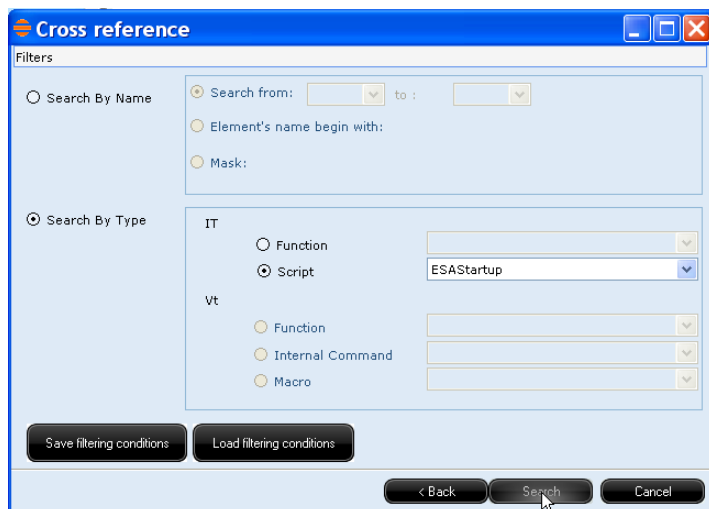 Cross reference
Filters
Search By Name
Search from: to :
Element's name begin with:
Mask:
Search By Type
IT
Function
Script ESAStartup
Vt
Function
Internal Command
Macro
Save filtering conditions Load filtering conditions
< Back Search Cancel